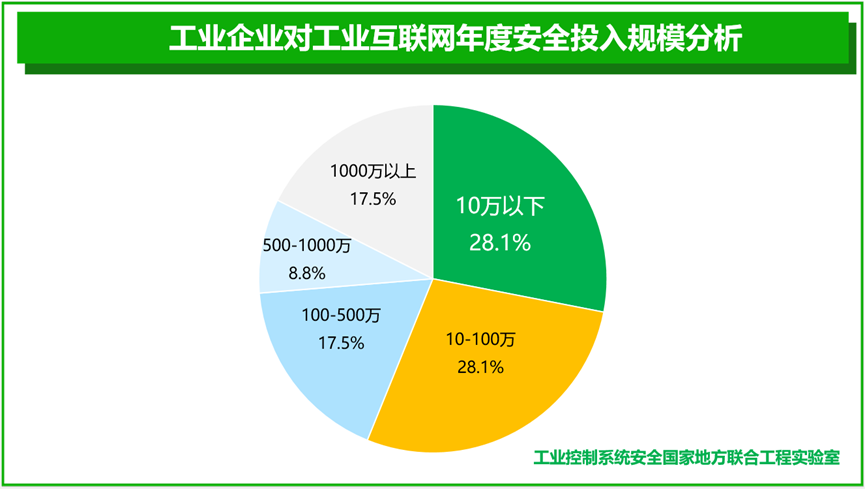 工业企业对工业互联网年度安全投入规模分析
1000万以上
17.5%
10万以下
28.1%
500-1000万
8.8%
100-500万
17.5%
10-100万
28.1%
工业控制系统安全国家地方联合工程实验室